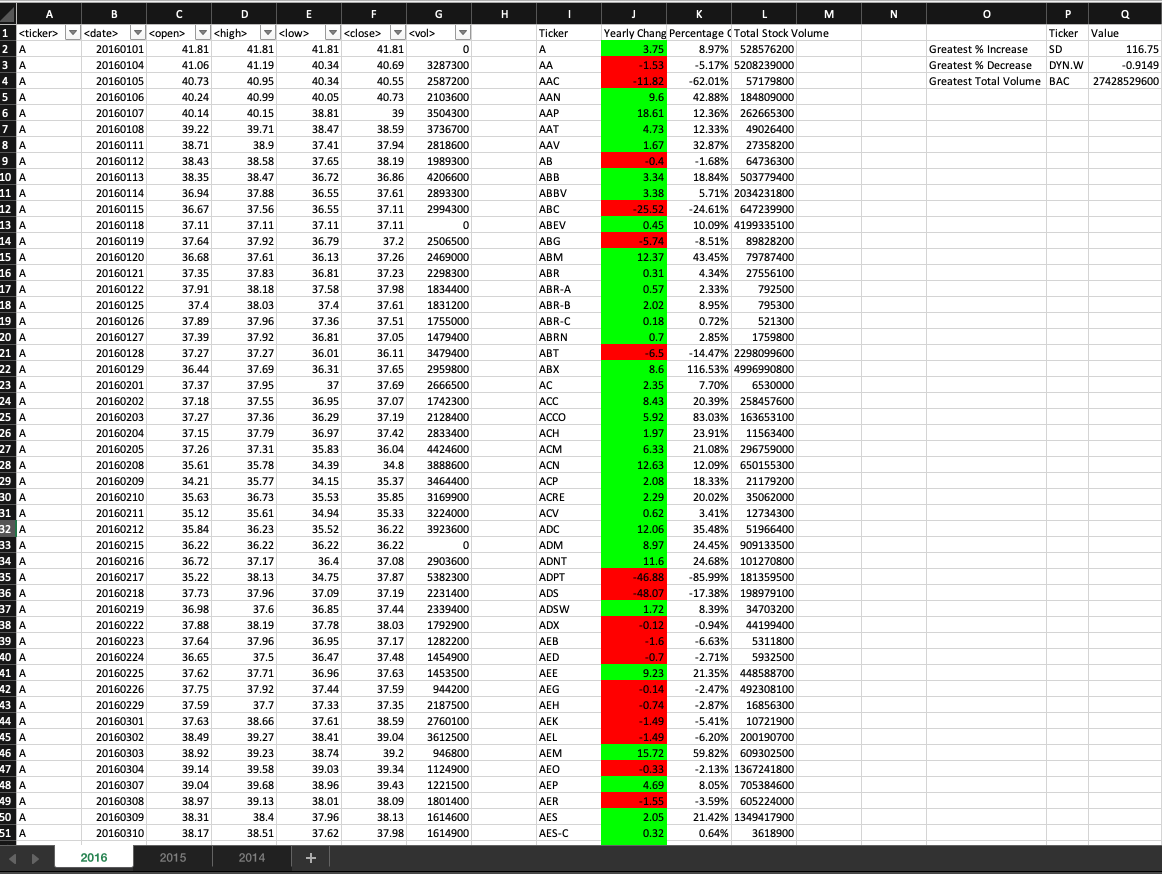 A B C D E F G H I J K L M N O P Q
1 <ticker> <date> <open> <high> <low> <close> <vol> Ticker Yearly Chang Percentage C Total Stock Volume Ticker Value
2 A 20160101 41.81 41.81 41.81 41.81 0 A 3.75 8.97% 528576200 Greatest % Increase SD 116.75
3 A 20160104 41.06 41.19 40.34 40.69 3287300 AA -1.53 -5.17% 5208239000 Greatest % Decrease DYN.W -0.9149
4 A 20160105 40.73 40.95 40.34 40.55 2587200 AAC -11.82 -62.01% 57179800 Greatest Total Volume BAC 27428529600
5 A 20160106 40.24 40.99 40.05 40.73 2103600 AAN 9.6 42.88% 184809000
6 A 20160107 40.14 40.15 38.81 39 3504300 AAP 18.61 12.36% 262665300
7 A 20160108 39.22 39.71 38.47 38.59 3736700 AAT 4.73 12.33% 49026400
8 A 20160111 38.71 38.9 37.41 37.94 2818600 AAV 1.67 32.87% 27358200
9 A 20160112 38.43 38.58 37.65 38.19 1989300 AB -0.4 -1.68% 64736300
10 A 20160113 38.35 38.47 36.72 36.86 4206600 ABB 3.34 18.84% 503779400
11 A 20160114 36.94 37.88 36.55 37.61 2893300 ABBV 3.38 5.71% 2034231800
12 A 20160115 36.67 37.56 36.55 37.11 2994300 ABC -25.52 -24.61% 647239900
13 A 20160118 37.11 37.11 37.11 37.11 0 ABEV 0.45 10.09% 4199335100
14 A 20160119 37.64 37.92 36.79 37.2 2506500 ABG -5.74 -8.51% 89828200
15 A 20160120 36.68 37.61 36.13 37.26 2469000 ABM 12.37 43.45% 79787400
16 A 20160121 37.35 37.83 36.81 37.23 2298300 ABR 0.31 4.34% 27556100
17 A 20160122 37.91 38.18 37.58 37.98 1834400 ABR-A 0.57 2.33% 792500
18 A 20160125 37.4 38.03 37.4 37.61 1831200 ABR-B 2.02 8.95% 795300
19 A 20160126 37.89 37.96 37.36 37.51 1755000 ABR-C 0.18 0.72% 521300
20 A 20160127 37.39 37.92 36.81 37.05 1479400 ABRN 0.7 2.85% 1759800
21 A 20160128 37.27 37.27 36.01 36.11 3479400 ABT -6.5 -14.47% 2298099600
22 A 20160129 36.44 37.69 36.31 37.65 2959800 ABX 8.6 116.53% 4996990800
23 A 20160201 37.37 37.95 37 37.69 2666500 AC 2.35 7.70% 6530000
24 A 20160202 37.18 37.55 36.95 37.07 1742300 ACC 8.43 20.39% 258457600
25 A 20160203 37.27 37.36 36.29 37.19 2128400 ACCO 5.92 83.03% 163653100
26 A 20160204 37.15 37.79 36.97 37.42 2833400 ACH 1.97 23.91% 11563400
27 A 20160205 37.26 37.31 35.83 36.04 4424600 ACM 6.33 21.08% 296759000
28 A 20160208 35.61 35.78 34.39 34.8 3888600 ACN 12.63 12.09% 650155300
29 A 20160209 34.21 35.77 34.15 35.37 3464400 ACP 2.08 18.33% 21179200
30 A 20160210 35.63 36.73 35.53 35.85 3169900 ACRE 2.29 20.02% 35062000
31 A 20160211 35.12 35.61 34.94 35.33 3224000 ACV 0.62 3.41% 12734300
32 A 20160212 35.84 36.23 35.52 36.22 3923600 ADC 12.06 35.48% 51966400
33 A 20160215 36.22 36.22 36.22 36.22 0 ADM 8.97 24.45% 909133500
34 A 20160216 36.72 37.17 36.4 37.08 2903600 ADNT 11.6 24.68% 101270800
35 A 20160217 35.22 38.13 34.75 37.87 5382300 ADPT -46.88 -85.99% 181359500
36 A 20160218 37.73 37.96 37.09 37.19 2231400 ADS -48.07 -17.38% 198979100
37 A 20160219 36.98 37.6 36.85 37.44 2339400 ADSW 1.72 8.39% 34703200
38 A 20160222 37.88 38.19 37.78 38.03 1792900 ADX -0.12 -0.94% 44199400
39 A 20160223 37.64 37.96 36.95 37.17 1282200 AEB -1.6 -6.63% 5311800
40 A 20160224 36.65 37.5 36.47 37.48 1454900 AED -0.7 -2.71% 5932500
41 A 20160225 37.62 37.71 36.96 37.63 1453500 AEE 9.23 21.35% 448588700
42 A 20160226 37.75 37.92 37.44 37.59 944200 AEG -0.14 -2.47% 492308100
43 A 20160229 37.59 37.7 37.33 37.35 2187500 AEH -0.74 -2.87% 16856300
44 A 20160301 37.63 38.66 37.61 38.59 2760100 AEK -1.49 -5.41% 10721900
45 A 20160302 38.49 39.27 38.41 39.04 3612500 AEL -1.49 -6.20% 200190700
46 A 20160303 38.92 39.23 38.74 39.2 946800 AEM 15.72 59.82% 609302500
47 A 20160304 39.14 39.58 39.03 39.34 1124900 AEO -0.33 -2.13% 1367241800
48 A 20160307 39.04 39.68 38.96 39.43 1221500 AEP 4.69 8.05% 705384600
49 A 20160308 38.97 39.13 38.01 38.09 1801400 AER -1.55 -3.59% 605224000
50 A 20160309 38.31 38.4 37.96 38.13 1614600 AES 2.05 21.42% 1349417900
51 A 20160310 38.17 38.51 37.62 37.98 1614900 AES-C 0.32 0.64% 3618900
2016 2015 2014 +